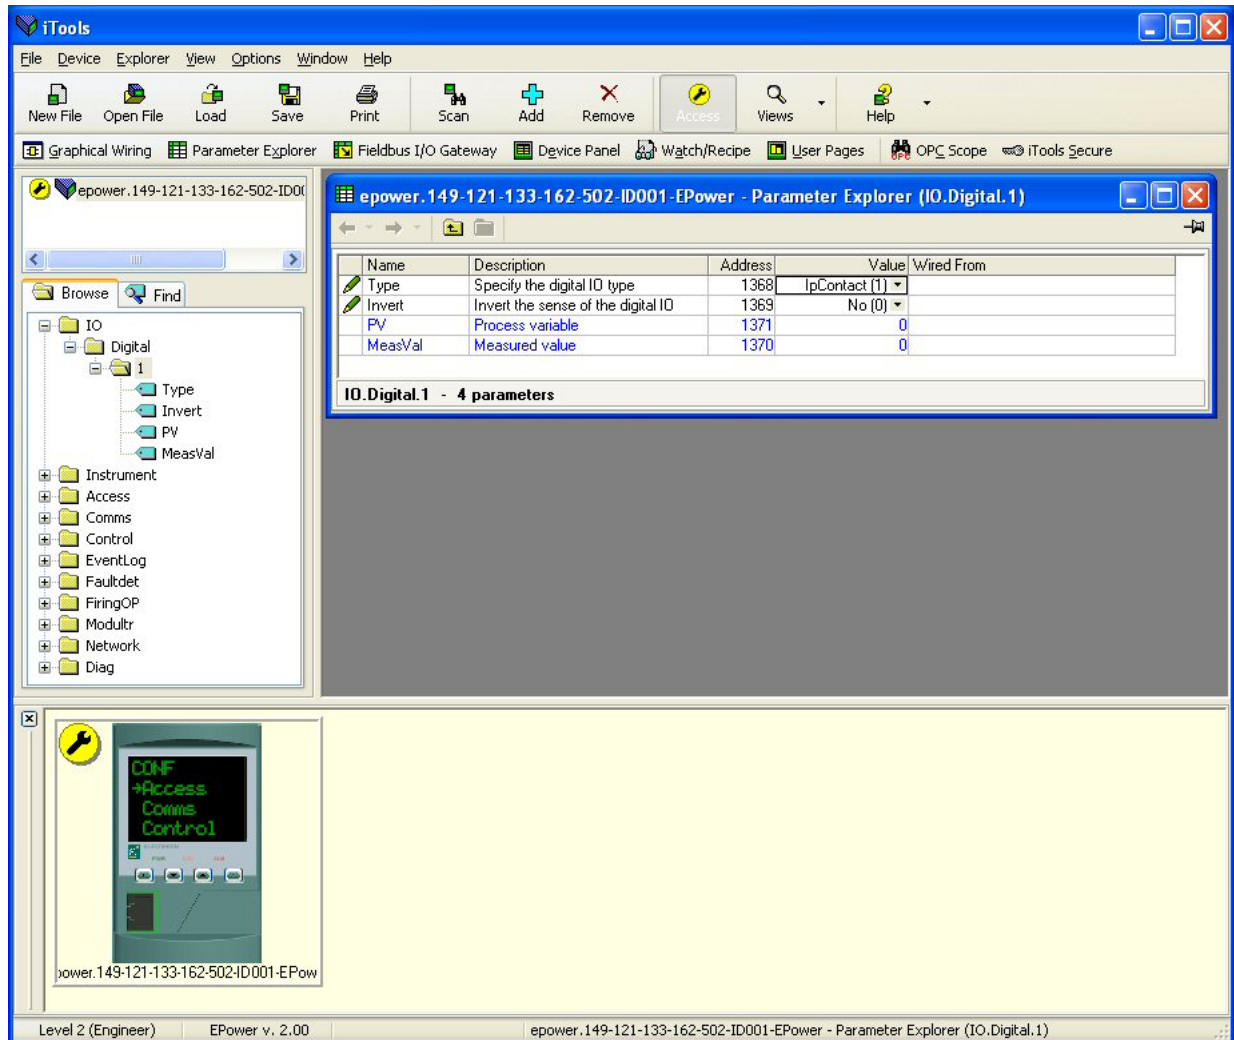 iTools
File Device Explorer View Options Window Help
New File Open File Load Save Print Scan Add Remove Access Views Help
Graphical Wiring Parameter Explorer Fieldbus I/O Gateway Device Panel Watch/Recipe User Pages OPC Scope iTools Secure
epower.149-121-133-162-502-ID00
epower.149-121-133-162-502-ID001-EPower - Parameter Explorer (IO.Digital.1)
Name Description Address Value Wired From
Type Specify the digital IO type 1368 IpContact (1)
Invert Invert the sense of the digital IO 1369 No (0)
PV Process variable 1371 0
MeasVal Measured value 1370 0
IO.Digital.1 - 4 parameters
Browse Find
IO
Digital
1
Type
Invert
PV
MeasVal
Instrument
Access
Comms
Control
EventLog
Faultdet
FiringOP
Modultr
Network
Diag
CONF
→Access
Comms
Control
power.149-121-133-162-502-ID001-EPow
Level 2 (Engineer) EPower v. 2.00 epower.149-121-133-162-502-ID001-EPower - Parameter Explorer (IO.Digital.1)